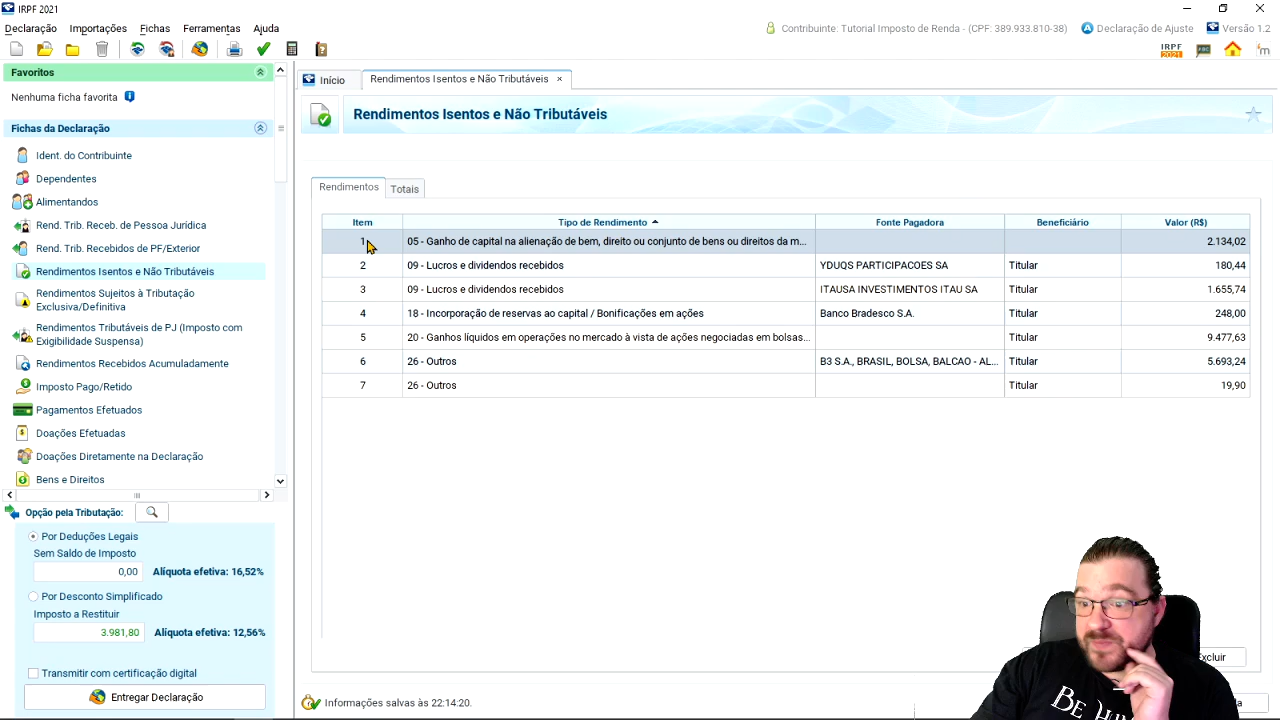 IRPF 2021
Declaração Importações Fichas Ferramentas Ajuda
Contribuinte: Tutorial Imposto de Renda - (CPF: 389.933.810-38) Declaração de Ajuste Versão 1.2
IRPF
2021
Favoritos
Nenhuma ficha favorita
Fichas da Declaração
Ident. do Contribuinte
Dependentes
Alimentandos
Rend. Trib. Receb. de Pessoa Jurídica
Rend. Trib. Recebidos de PF/Exterior
Rendimentos Isentos e Não Tributáveis
Rendimentos Sujeitos à Tributação
Exclusiva/Definitiva
Rendimentos Tributáveis de PJ (Imposto com
Exigibilidade Suspensa)
Rendimentos Recebidos Acumuladamente
Imposto Pago/Retido
Pagamentos Efetuados
Doações Efetuadas
Doações Diretamente na Declaração
Bens e Direitos
Opção pela Tributação:
Por Deduções Legais
Sem Saldo de Imposto
0,00 Alíquota efetiva: 16,52%
Por Desconto Simplificado
Imposto a Restituir
3.981,80 Alíquota efetiva: 12,56%
Transmitir com certificação digital
Entregar Declaração
Início Rendimentos Isentos e Não Tributáveis ×
Rendimentos Isentos e Não Tributáveis
Rendimentos Totais
Item Tipo de Rendimento Fonte Pagadora Beneficiário Valor (R$)
1 05 - Ganho de capital na alienação de bem, direito ou conjunto de bens ou direitos da m... 2.134,02
2 09 - Lucros e dividendos recebidos YDUQS PARTICIPACOES SA Titular 180,44
3 09 - Lucros e dividendos recebidos ITAUSA INVESTIMENTOS ITAU SA Titular 1.655,74
4 18 - Incorporação de reservas ao capital / Bonificações em ações Banco Bradesco S.A. Titular 248,00
5 20 - Ganhos líquidos em operações no mercado à vista de ações negociadas em bolsas... Titular 9.477,63
6 26 - Outros B3 S.A., BRASIL, BOLSA, BALCAO - AL... Titular 5.693,24
7 26 - Outros Titular 19,90
Informações salvas às 22:14:20.